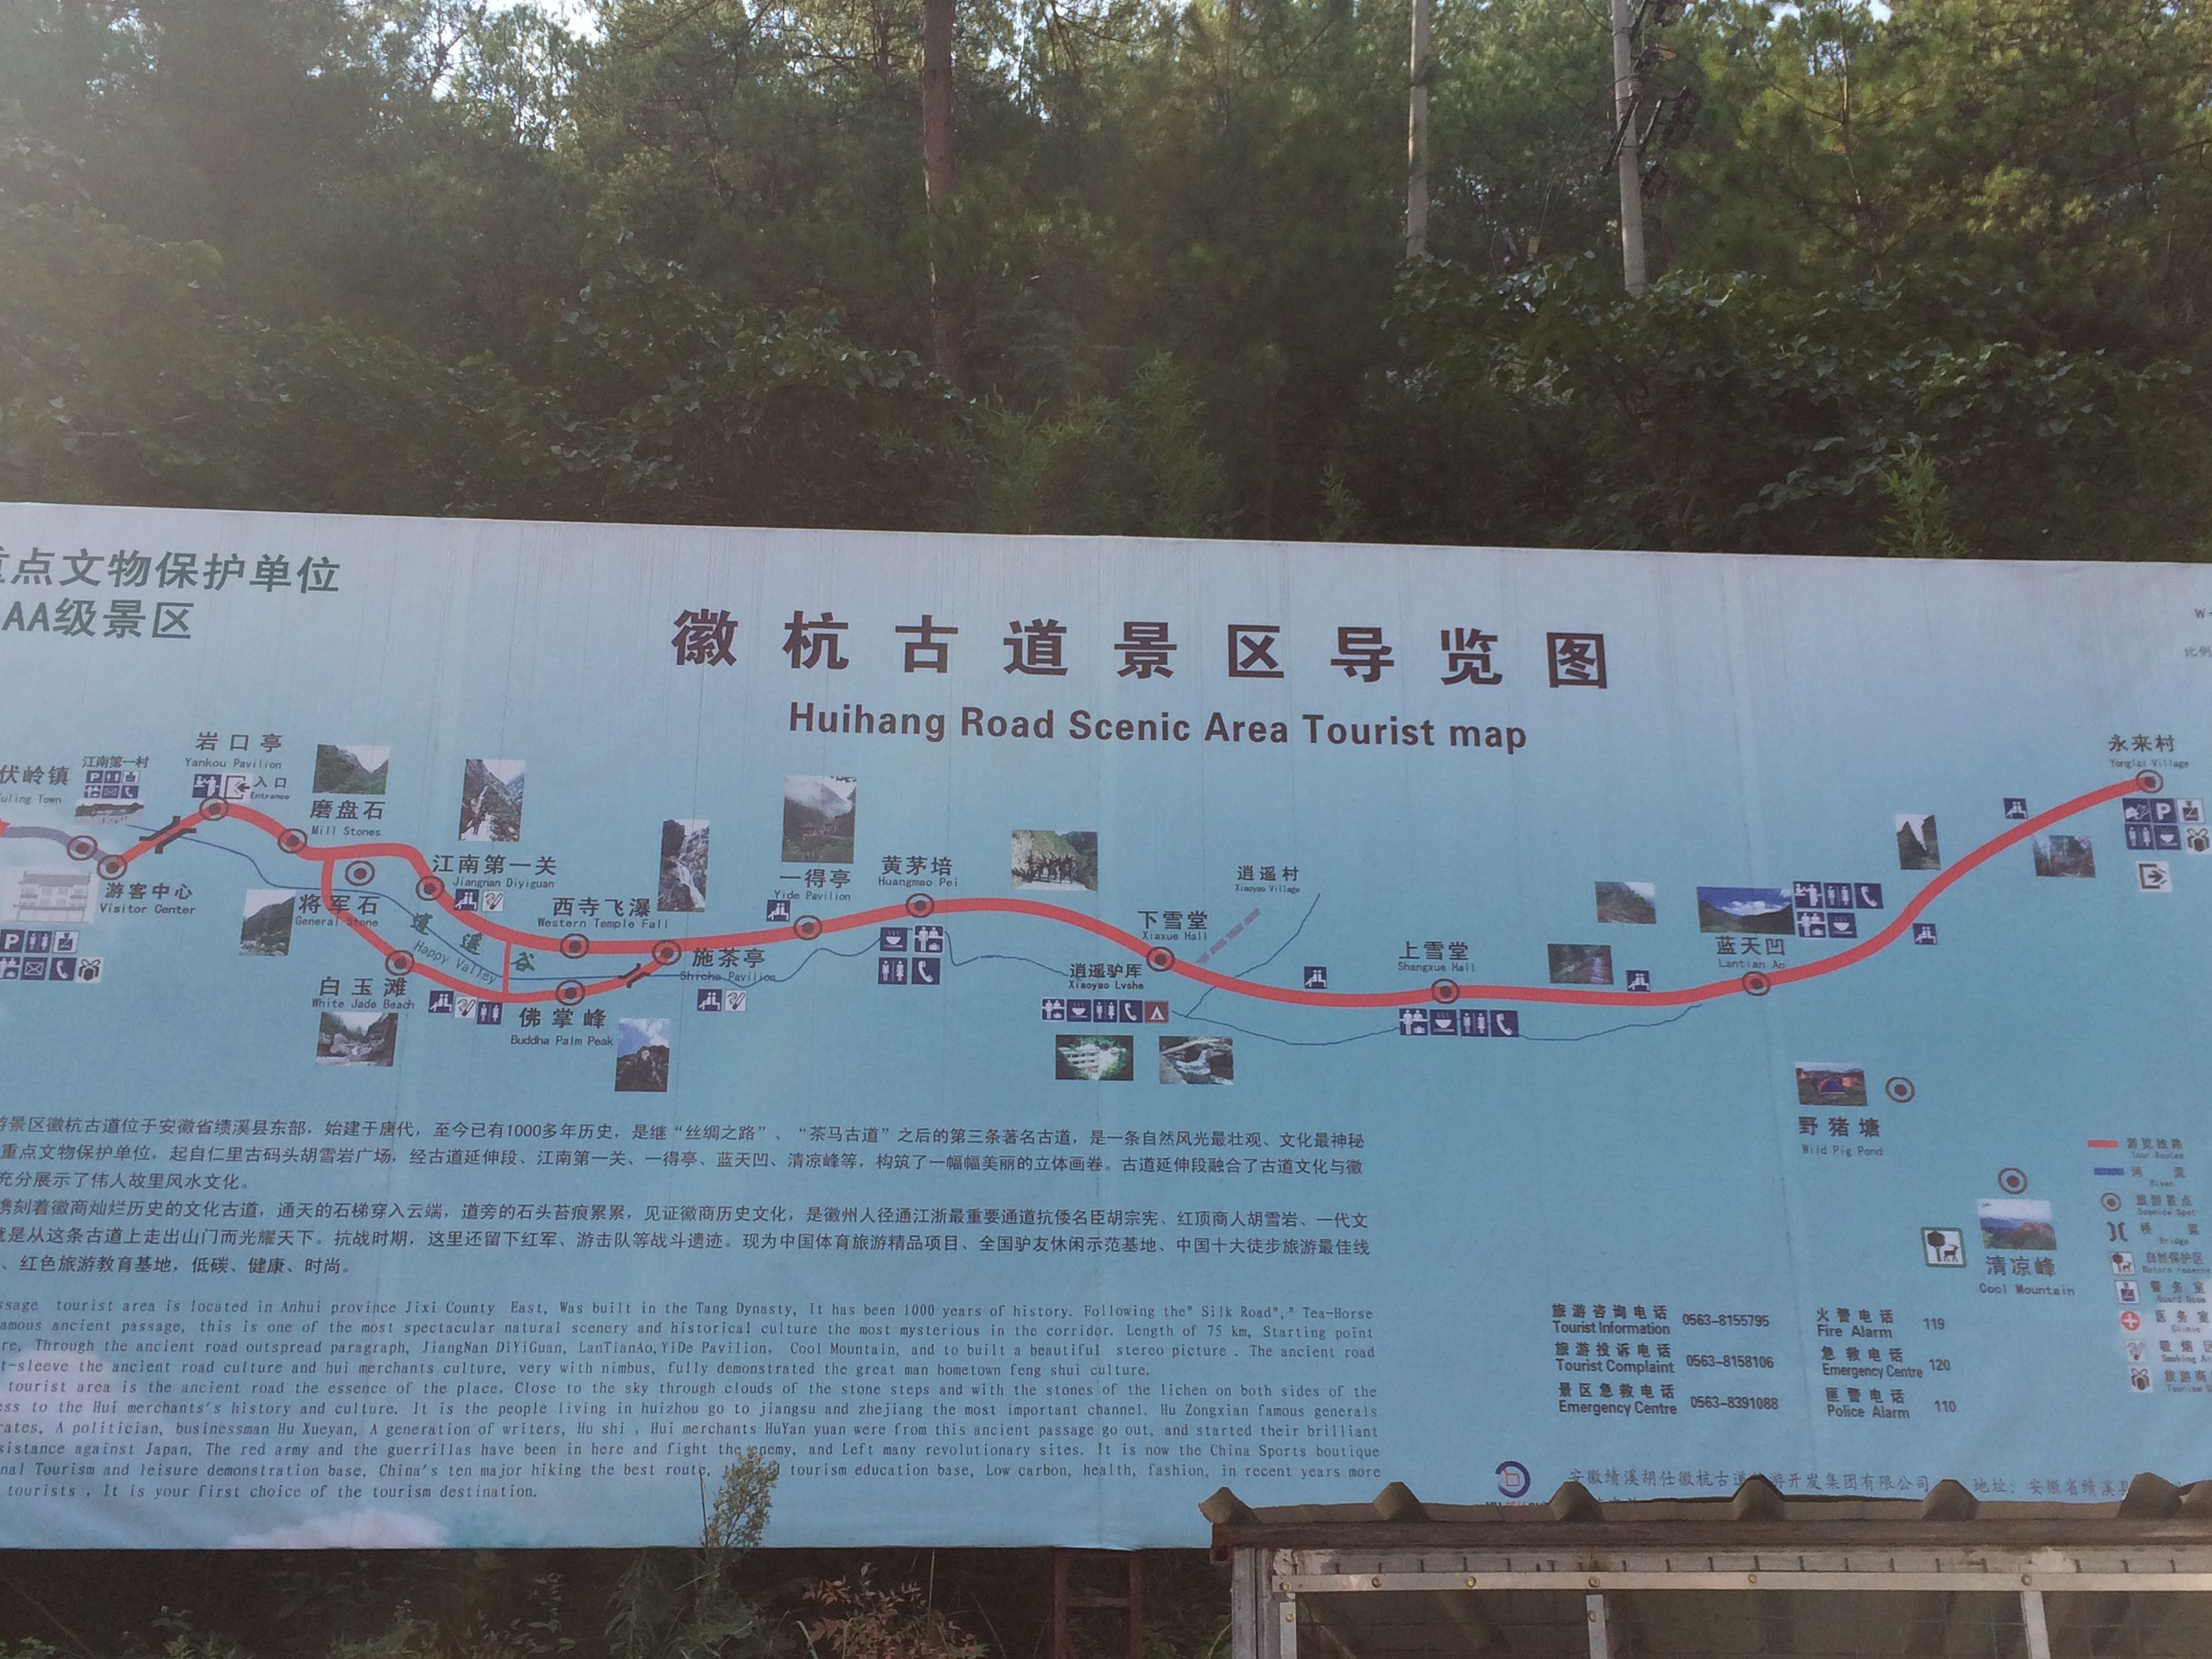 重点文物保护单位
AA级景区
徽杭古道景区导览图
Huihang Road Scenic Area Tourist map
伏岭镇
uling Town
江南第一村
岩口亭
Yankou Pavilion
入口
Entrance
磨盘石
Mill Stones
游客中心
Visitor Center
将军石
General Stone
江南第一关
Jiangnan Diyiguan
逍遥谷
Happy Valley
白玉滩
White Jade Beach
西寺飞瀑
Western Temple Fall
佛掌峰
Buddha Palm Peak
施茶亭
Shicha Pavilion
一得亭
Yide Pavilion
黄茅培
Huangmao Pei
下雪堂
Xiaxue Hall
逍遥村
Xiaoyao Village
逍遥驴厍
Xiaoyao Lvshe
上雪堂
Shangxue Hall
蓝天凹
Lantian Ao
永来村
Yonglai Village
野猪塘
Wild Pig Pond
清凉峰
Cool Mountain
W
比例
游览线路
Tour Routes
河流
River
旅游景点
Scenice Spot
桥梁
Bridge
自然保护区
Nature reserve
警务室
Guard Room
医务室
Clinic
吸烟区
Smoking Ar
旅游商
Tourism
游景区徽杭古道位于安徽省绩溪县东部，始建于唐代，至今已有1000多年历史，是继“丝绸之路”、“茶马古道”之后的第三条著名古道，是一条自然风光最壮观、文化最神秘
重点文物保护单位，起自仁里古码头胡雪岩广场，经古道延伸段、江南第一关、一得亭、蓝天凹、清凉峰等，构筑了一幅幅美丽的立体画卷。古道延伸段融合了古道文化与徽
充分展示了伟人故里风水文化。
镌刻着徽商灿烂历史的文化古道，通天的石梯穿入云端，道旁的石头苔痕累累，见证徽商历史文化，是徽州人径通江浙最重要通道抗倭名臣胡宗宪、红顶商人胡雪岩、一代文
就是从这条古道上走出山门而光耀天下。抗战时期，这里还留下红军、游击队等战斗遗迹。现为中国体育旅游精品项目、全国驴友休闲示范基地、中国十大徒步旅游最佳线
、红色旅游教育基地，低碳、健康、时尚。
ssage tourist area is located in Anhui province Jixi County East, Was built in the Tang Dynasty, It has been 1000 years of history. Following the" Silk Road"," Tea-Horse
amous ancient passage, this is one of the most spectacular natural scenery and historical culture the most mysterious in the corridor. Length of 75 km, Starting point
re, Through the ancient road outspread paragraph, JiangNan DiYiGuan, LanTianAo,YiDe Pavilion, Cool Mountain, and to built a beautiful stereo picture . The ancient road
t-sleeve the ancient road culture and hui merchants culture, very with nimbus, fully demonstrated the great man hometown feng shui culture.
tourist area is the ancient road the essence of the place, Close to the sky through clouds of the stone steps and with the stones of the lichen on both sides of the
ess to the Hui merchants's history and culture. It is the people living in huizhou go to jiangsu and zhejiang the most important channel. Hu Zongxian famous generals
rates, A politician, businessman Hu Xueyan, A generation of writers, Hu shi , Hui merchants HuYan yuan were from this ancient passage go out, and started their brilliant
sistance against Japan, The red army and the guerrillas have been in here and fight the enemy, and Left many revolutionary sites. It is now the China Sports boutique
nal Tourism and leisure demonstration base, China's ten major hiking the best route, tourism education base, Low carbon, health, fashion, in recent years more
tourists , It is your first choice of the tourism destination.
旅游咨询电话 0563-8155795 火警电话 119
Tourist Information Fire Alarm
旅游投诉电话 0563-8158106 急救电话 120
Tourist Complaint Emergency Centre
景区急救电话 0563-8391088 匪警电话 110
Emergency Centre Police Alarm
安徽绩溪胡仕徽杭古道旅游开发集团有限公司 地址：安徽省绩溪县